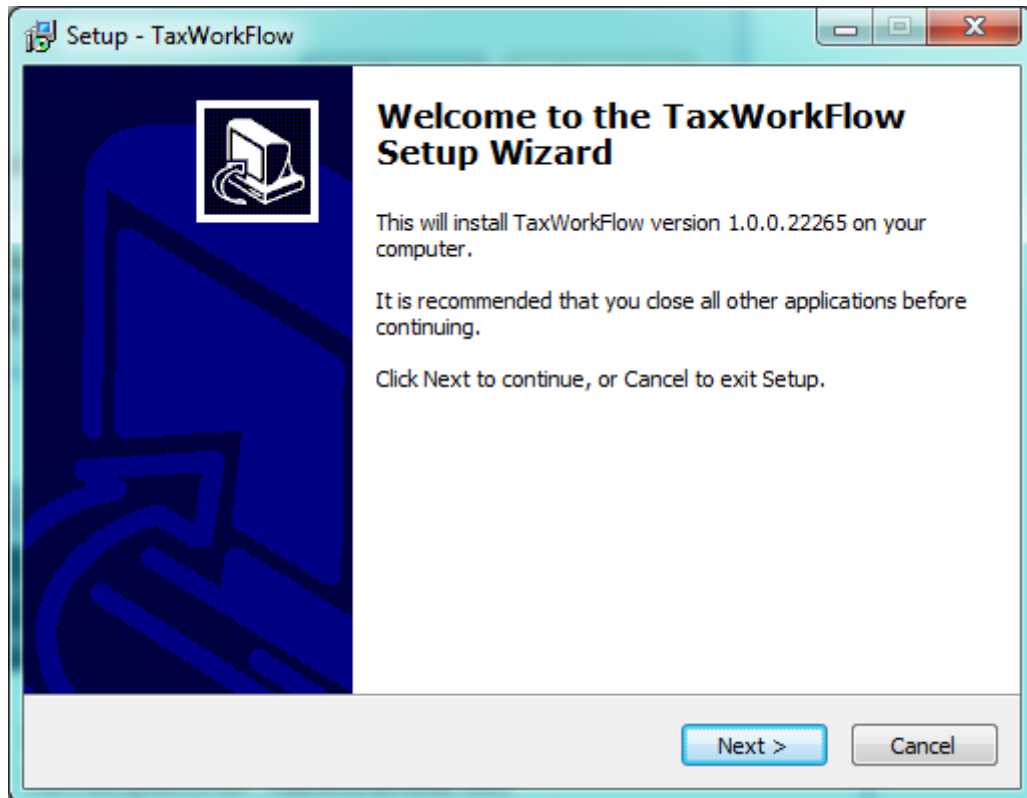 Setup - TaxWorkFlow
Welcome to the TaxWorkFlow
Setup Wizard
This will install TaxWorkFlow version 1.0.0.22265 on your
computer.
It is recommended that you close all other applications before
continuing.
Click Next to continue, or Cancel to exit Setup.
Next >
Cancel